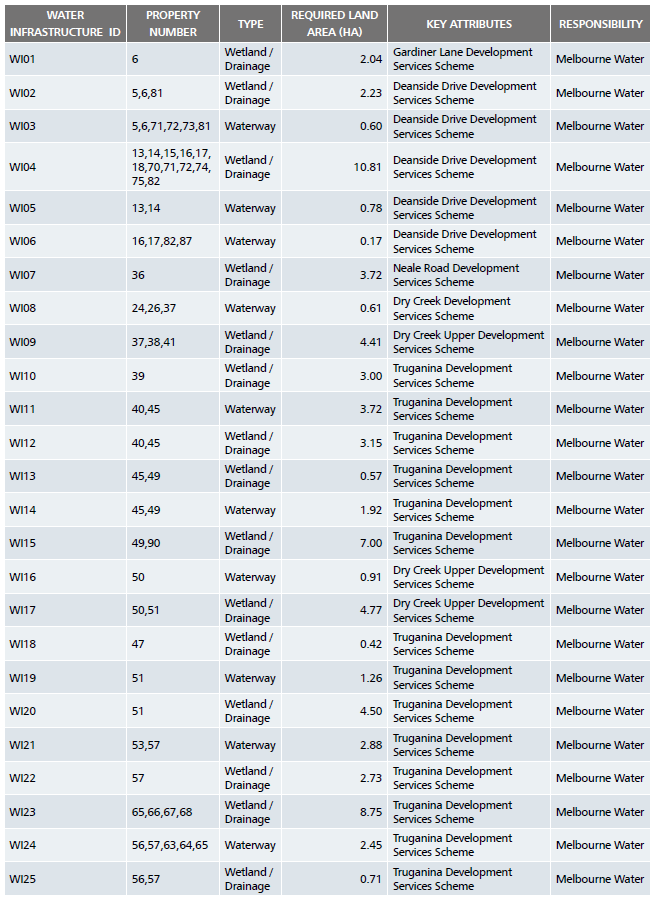 WATER INFRASTRUCTURE ID | PROPERTY NUMBER | TYPE | REQUIRED LAND AREA (HA) | KEY ATTRIBUTES | RESPONSIBILITY
WI01 | 6 | Wetland / Drainage | 2.04 | Gardiner Lane Development Services Scheme | Melbourne Water
WI02 | 5,6,81 | Wetland / Drainage | 2.23 | Deanside Drive Development Services Scheme | Melbourne Water
WI03 | 5,6,71,72,73,81 | Waterway | 0.60 | Deanside Drive Development Services Scheme | Melbourne Water
WI04 | 13,14,15,16,17,18,70,71,72,74,75,82 | Wetland / Drainage | 10.81 | Deanside Drive Development Services Scheme | Melbourne Water
WI05 | 13,14 | Waterway | 0.78 | Deanside Drive Development Services Scheme | Melbourne Water
WI06 | 16,17,82,87 | Waterway | 0.17 | Deanside Drive Development Services Scheme | Melbourne Water
WI07 | 36 | Wetland / Drainage | 3.72 | Neale Road Development Services Scheme | Melbourne Water
WI08 | 24,26,37 | Waterway | 0.61 | Dry Creek Development Services Scheme | Melbourne Water
WI09 | 37,38,41 | Wetland / Drainage | 4.41 | Dry Creek Upper Development Services Scheme | Melbourne Water
WI10 | 39 | Wetland / Drainage | 3.00 | Truganina Development Services Scheme | Melbourne Water
WI11 | 40,45 | Waterway | 3.72 | Truganina Development Services Scheme | Melbourne Water
WI12 | 40,45 | Wetland / Drainage | 3.15 | Truganina Development Services Scheme | Melbourne Water
WI13 | 45,49 | Wetland / Drainage | 0.57 | Truganina Development Services Scheme | Melbourne Water
WI14 | 45,49 | Waterway | 1.92 | Truganina Development Services Scheme | Melbourne Water
WI15 | 49,90 | Wetland / Drainage | 7.00 | Truganina Development Services Scheme | Melbourne Water
WI16 | 50 | Waterway | 0.91 | Dry Creek Upper Development Services Scheme | Melbourne Water
WI17 | 50,51 | Wetland / Drainage | 4.77 | Dry Creek Upper Development Services Scheme | Melbourne Water
WI18 | 47 | Wetland / Drainage | 0.42 | Truganina Development Services Scheme | Melbourne Water
WI19 | 51 | Waterway | 1.26 | Truganina Development Services Scheme | Melbourne Water
WI20 | 51 | Wetland / Drainage | 4.50 | Truganina Development Services Scheme | Melbourne Water
WI21 | 53,57 | Waterway | 2.88 | Truganina Development Services Scheme | Melbourne Water
WI22 | 57 | Wetland / Drainage | 2.73 | Truganina Development Services Scheme | Melbourne Water
WI23 | 65,66,67,68 | Wetland / Drainage | 8.75 | Truganina Development Services Scheme | Melbourne Water
WI24 | 56,57,63,64,65 | Waterway | 2.45 | Truganina Development Services Scheme | Melbourne Water
WI25 | 56,57 | Wetland / Drainage | 0.71 | Truganina Development Services Scheme | Melbourne Water